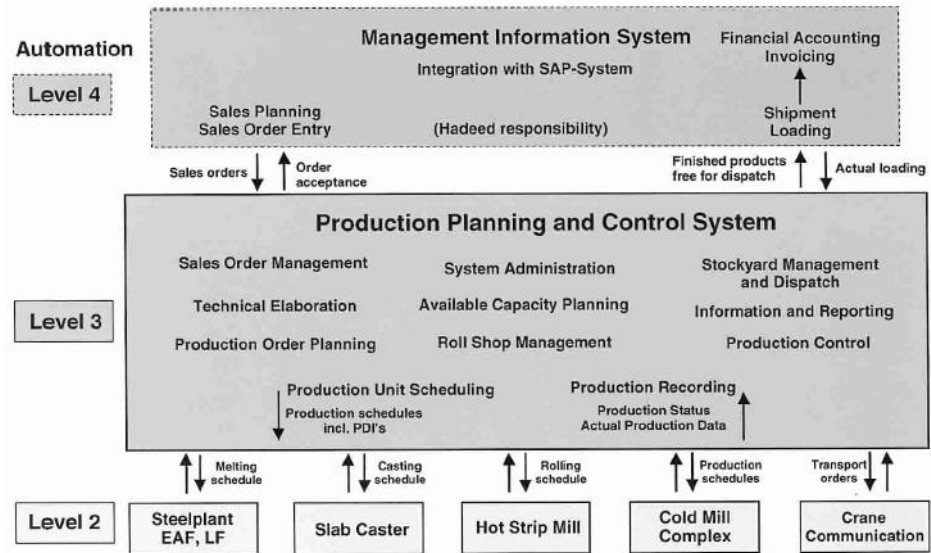 Automation
Level 4
Management Information System
Integration with SAP-System
Financial Accounting
Invoicing
Sales Planning
Sales Order Entry
(Hadeed responsibility)
Shipment
Loading
Sales orders
Order
acceptance
Finished products
free for dispatch
Actual loading
Level 3
Production Planning and Control System
Sales Order Management
System Administration
Stockyard Management
and Dispatch
Technical Elaboration
Available Capacity Planning
Information and Reporting
Production Order Planning
Roll Shop Management
Production Control
Production Unit Scheduling
Production schedules
incl. PDI's
Production Recording
Production Status
Actual Production Data
Melting
schedule
Casting
schedule
Rolling
schedule
Production
schedules
Transport
orders
Level 2
Steelplant
EAF, LF
Slab Caster
Hot Strip Mill
Cold Mill
Complex
Crane
Communication